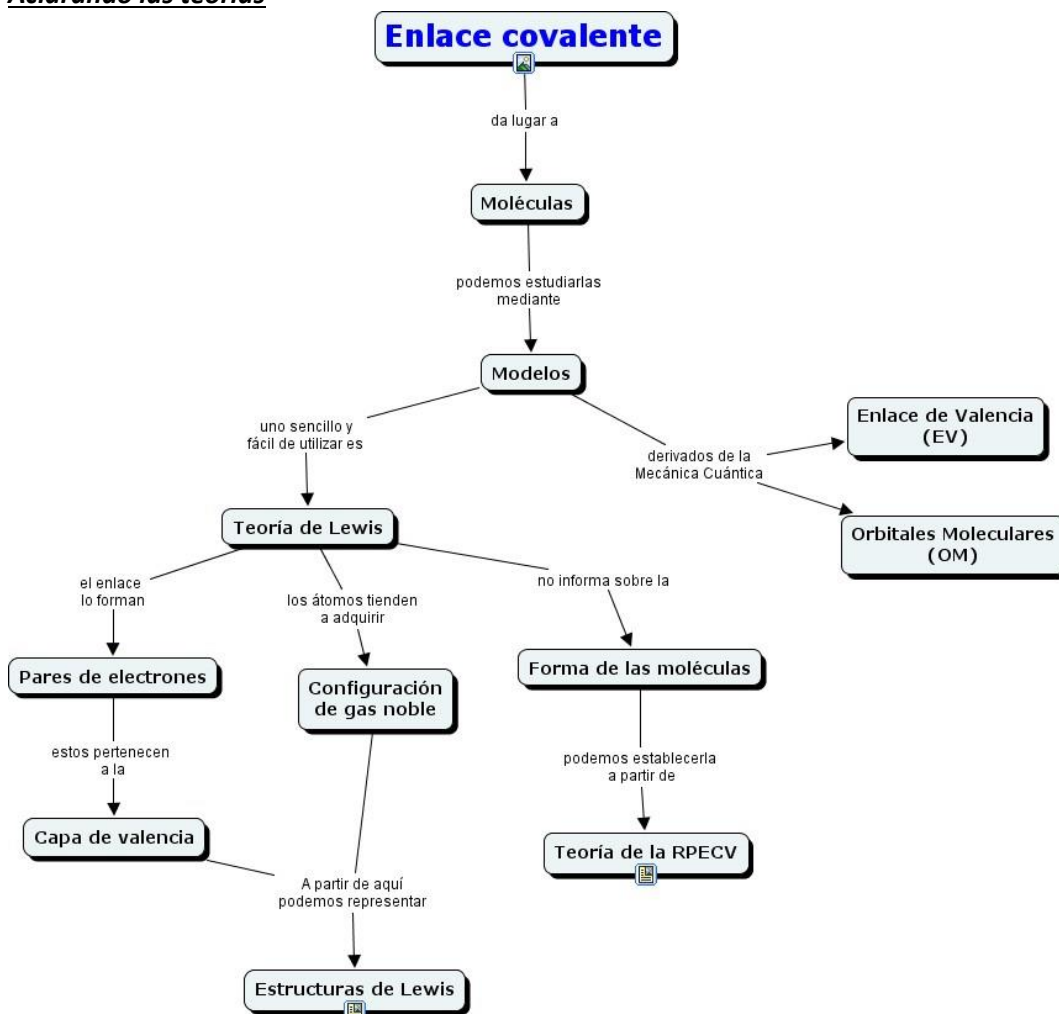 Aclarando las teorías
Enlace covalente
da lugar a
Moléculas
podemos estudiarlas
mediante
Modelos
uno sencillo y
fácil de utilizar es
derivados de la
Mecánica Cuántica
Enlace de Valencia
(EV)
Orbitales Moleculares
(OM)
Teoría de Lewis
el enlace
lo forman
los átomos tienden
a adquirir
no informa sobre la
Pares de electrones
Configuración
de gas noble
Forma de las moléculas
estos pertenecen
a la
podemos establecerla
a partir de
Capa de valencia
Teoría de la RPECV
A partir de aquí
podemos representar
Estructuras de Lewis